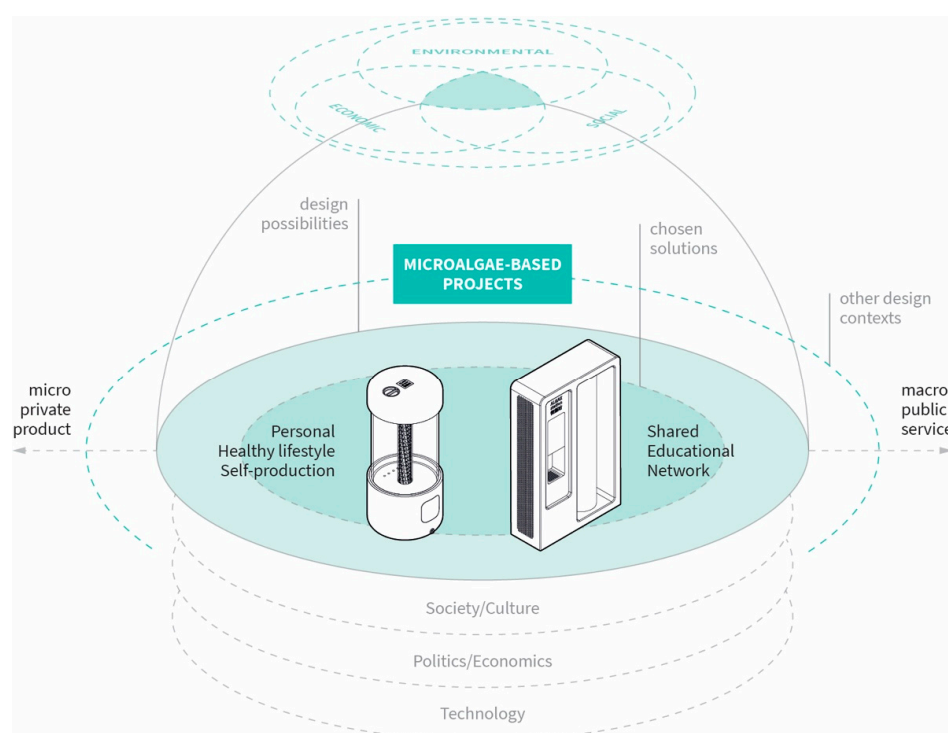 ENVIRONMENTAL
ECONOMIC
SOCIAL
design
possibilities
chosen
solutions
MICROALGAE-BASED
PROJECTS
other design
contexts
micro
private
product
macro
public
service
Personal
Healthy lifestyle
Self-production
Shared
Educational
Network
Society/Culture
Politics/Economics
Technology